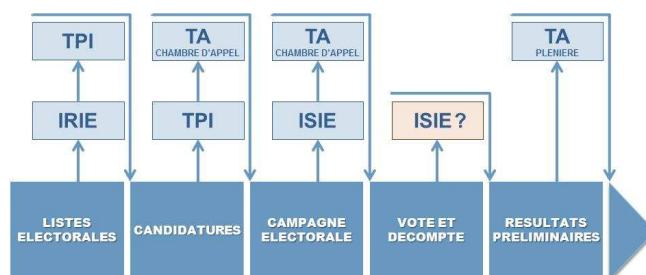 TPI
TA
CHAMBRE D'APPEL
TA
CHAMBRE D'APPEL
TA
PLENIERE
IRIE
TPI
ISIE
ISIE ?
LISTES
ELECTORALES
CANDIDATURES
CAMPAGNE
ELECTORALE
VOTE ET
DECOMPTE
RESULTATS
PRELIMINAIRES